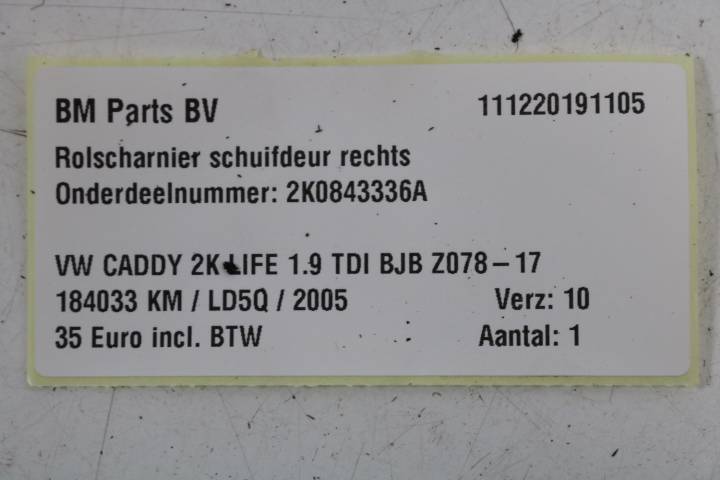 BM Parts BV 111220191105
Rolscharnier schuifdeur rechts
Onderdeelnummer: 2K0843336A
VW CADDY 2K LIFE 1.9 TDI BJB Z078-17
184033 KM / LD5Q / 2005 Verz: 10
35 Euro incl. BTW Aantal: 1